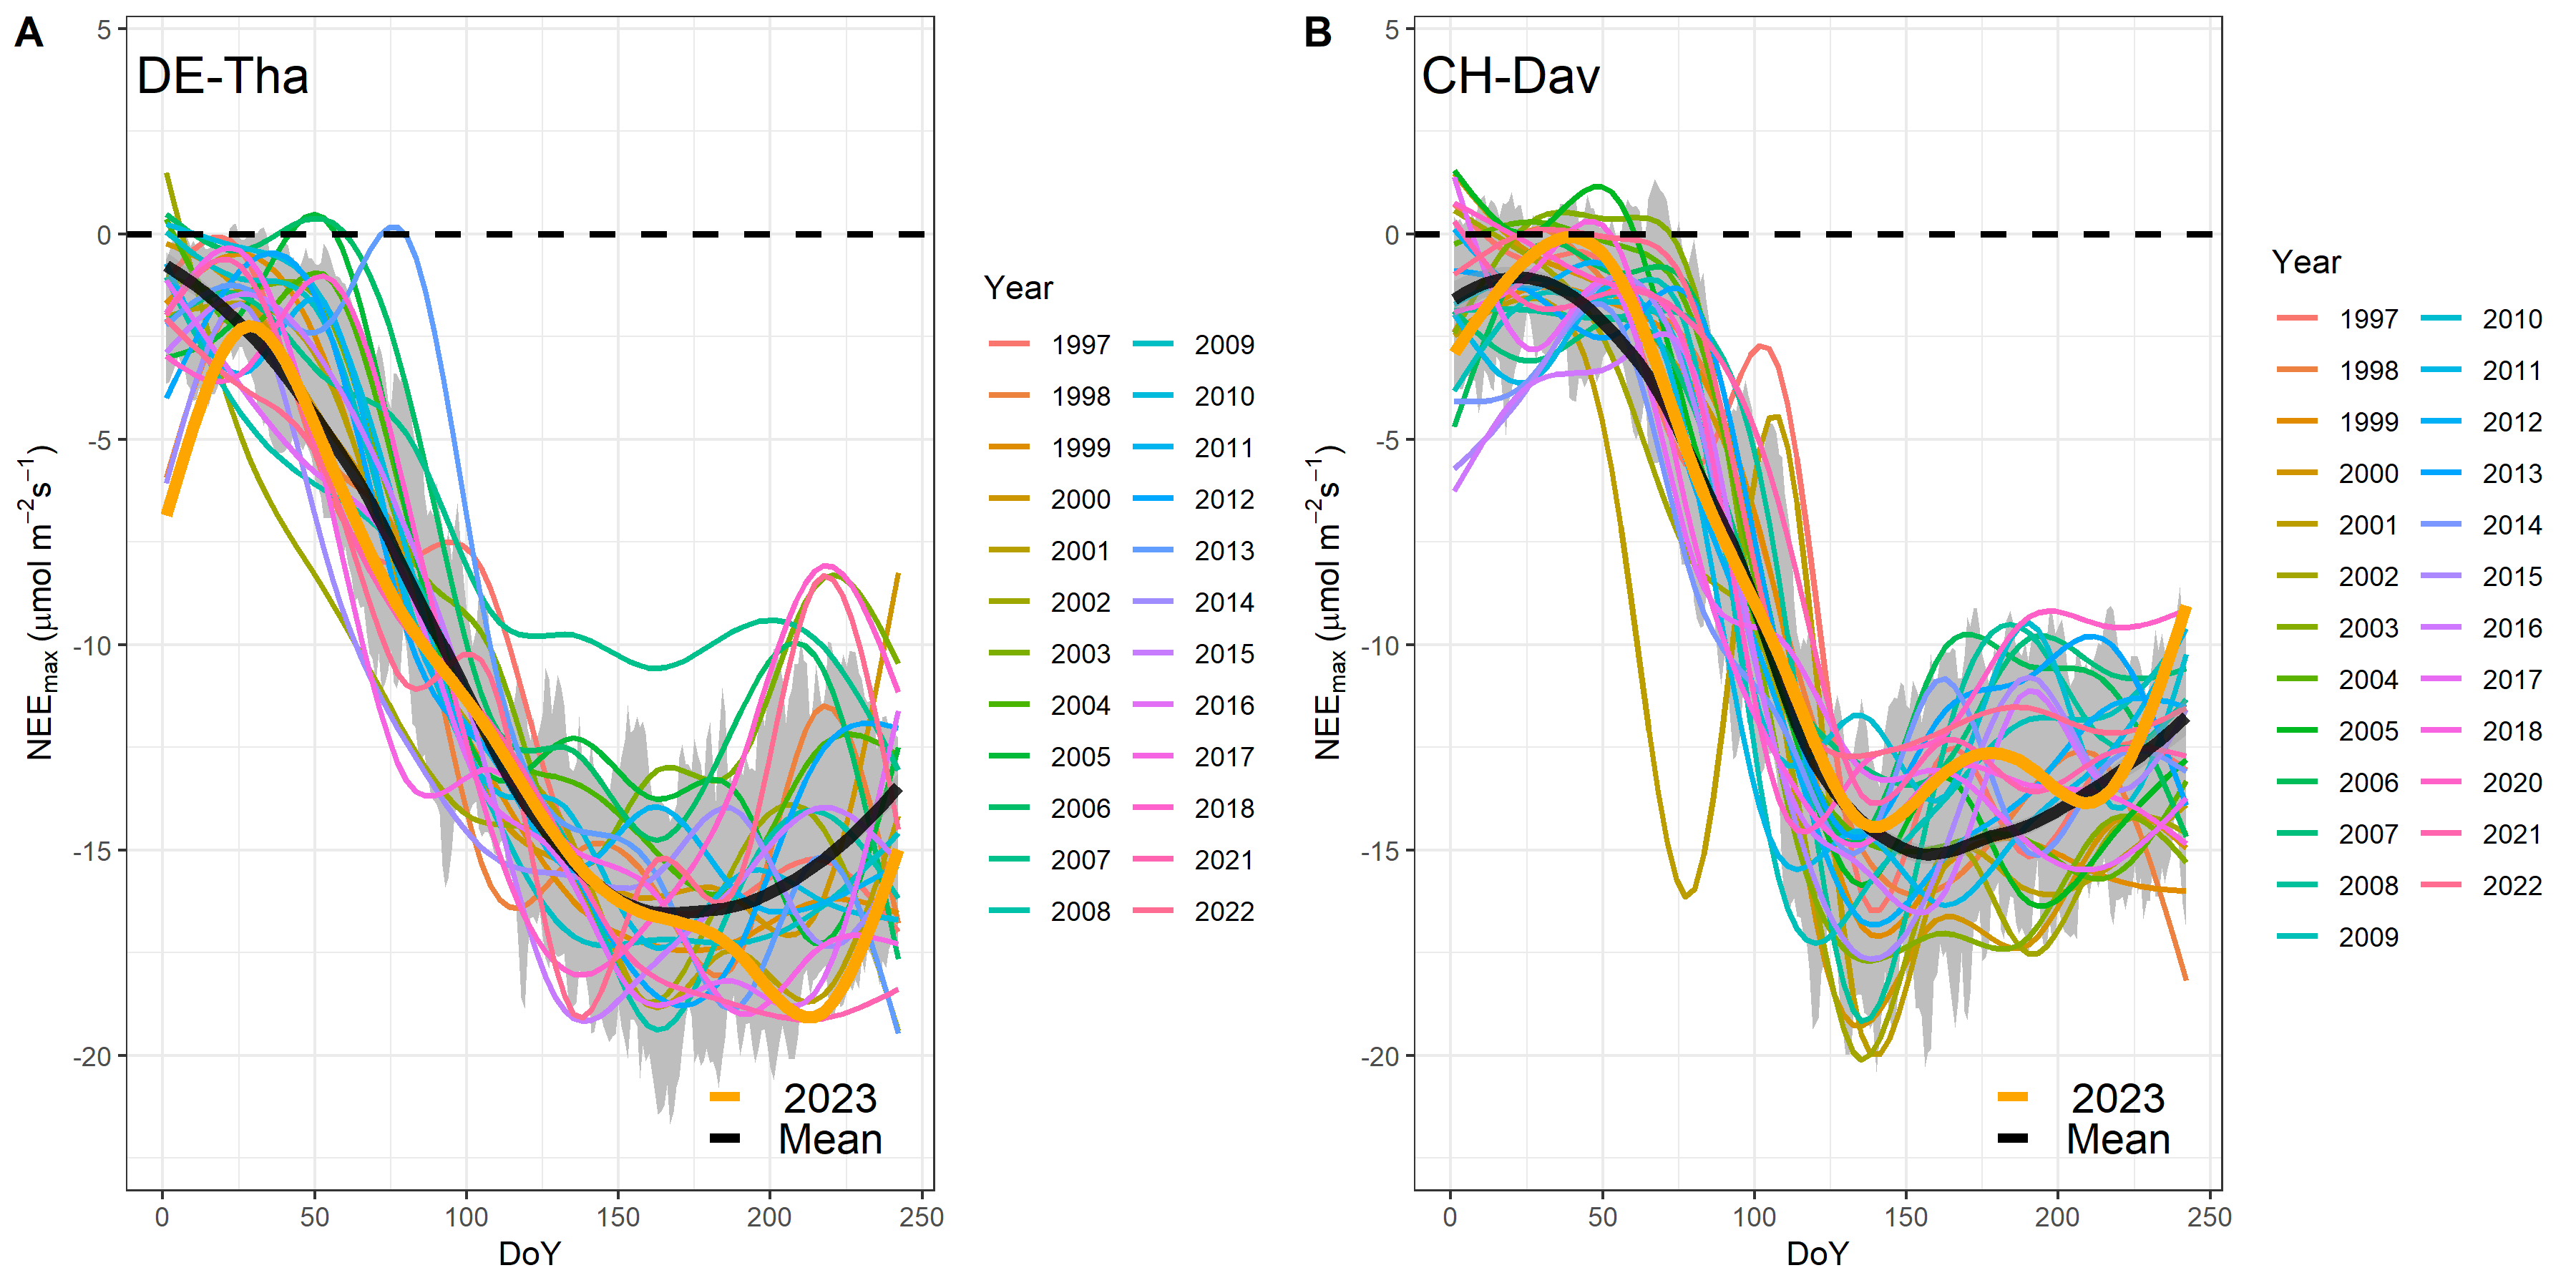 A
DE-Tha
5
0
-5
-10
-15
-20
NEEmax (μmol m−2s−1)
0 50 100 150 200 250
DoY
2023
Mean
Year
1997 2009
1998 2010
1999 2011
2000 2012
2001 2013
2002 2014
2003 2015
2004 2016
2005 2017
2006 2018
2007 2021
2008 2022
B
CH-Dav
5
0
-5
-10
-15
-20
NEEmax (μmol m−2s−1)
0 50 100 150 200 250
DoY
2023
Mean
Year
1997 2010
1998 2011
1999 2012
2000 2013
2001 2014
2002 2015
2003 2016
2004 2017
2005 2018
2006 2020
2007 2021
2008 2022
2009